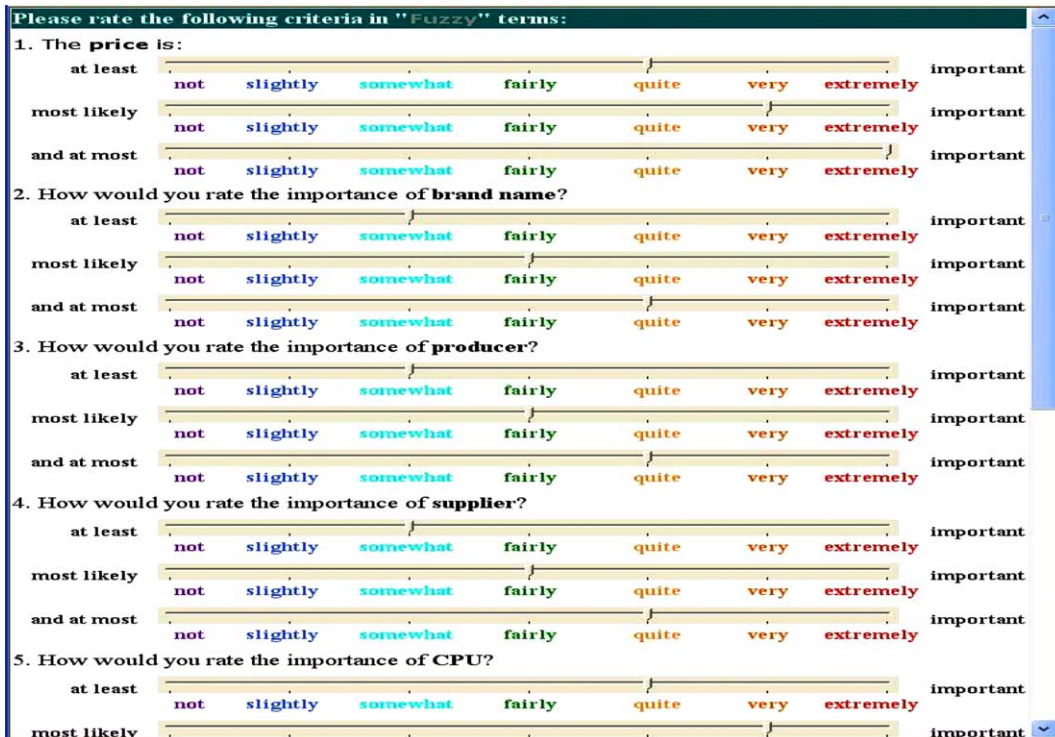 Please rate the following criteria in "Fuzzy" terms:
1. The price is:
at least important
not slightly somewhat fairly quite very extremely
most likely important
not slightly somewhat fairly quite very extremely
and at most important
not slightly somewhat fairly quite very extremely
2. How would you rate the importance of brand name?
at least important
not slightly somewhat fairly quite very extremely
most likely important
not slightly somewhat fairly quite very extremely
and at most important
not slightly somewhat fairly quite very extremely
3. How would you rate the importance of producer?
at least important
not slightly somewhat fairly quite very extremely
most likely important
not slightly somewhat fairly quite very extremely
and at most important
not slightly somewhat fairly quite very extremely
4. How would you rate the importance of supplier?
at least important
not slightly somewhat fairly quite very extremely
most likely important
not slightly somewhat fairly quite very extremely
and at most important
not slightly somewhat fairly quite very extremely
5. How would you rate the importance of CPU?
at least important
not slightly somewhat fairly quite very extremely
most likely important